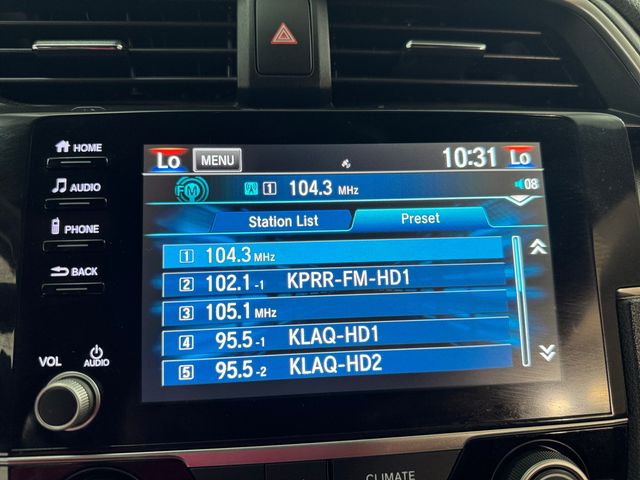 HOME
AUDIO
PHONE
BACK
VOL AUDIO
Lo MENU 10:31 Lo
FM 1 104.3 MHz 08
Station List Preset
1 104.3 MHz
2 102.1-1 KPRR-FM-HD1
3 105.1 MHz
4 95.5-1 KLAQ-HD1
5 95.5-2 KLAQ-HD2
CLIMATE